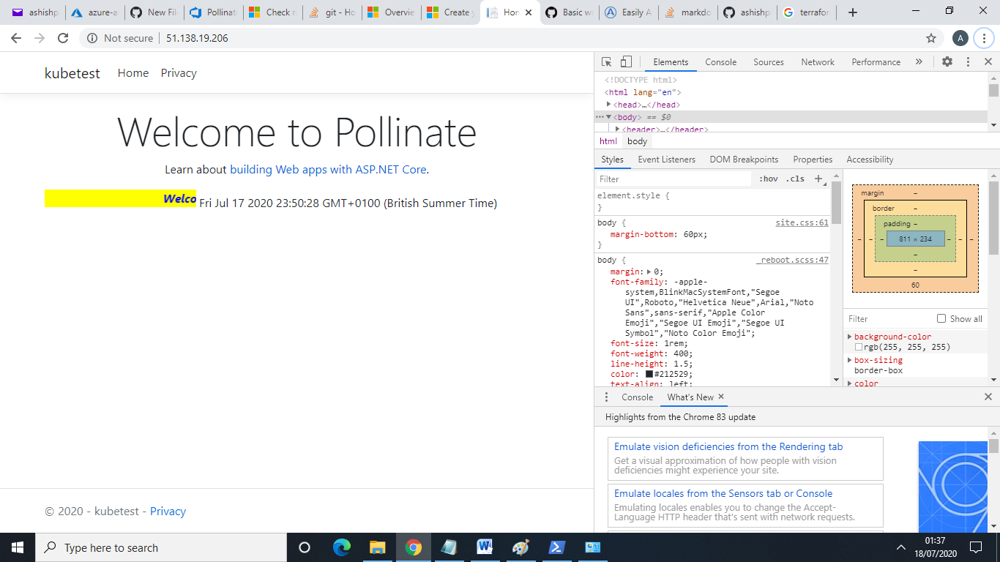 ashishp
azure-a
New File
Pollinate
Check r
git - Ho
Overvie
Create y
Hom
Basic w
Easily A
markdo
ashishp
terrafor
Not secure | 51.138.19.206
A
kubetest Home Privacy
Welcome to Pollinate
Learn about building Web apps with ASP.NET Core.
Welco Fri Jul 17 2020 23:50:28 GMT+0100 (British Summer Time)
© 2020 - kubetest - Privacy
Elements Console Sources Network Performance »
<!DOCTYPE html>
<html lang="en">
<head>…</head>
<body> == $0
<header>…</header>
html body
Styles Event Listeners DOM Breakpoints Properties Accessibility
Filter :hov .cls +
element.style {
}
body { site.css:61
margin-bottom: 60px;
}
body { _reboot.scss:47
margin: 0;
font-family: -apple-
system,BlinkMacSystemFont,"Segoe
UI",Roboto,"Helvetica Neue",Arial,"Noto
Sans",sans-serif,"Apple Color
Emoji","Segoe UI Emoji","Segoe UI
Symbol","Noto Color Emoji";
font-size: 1rem;
font-weight: 400;
line-height: 1.5;
color: #212529;
text-align: left;
margin –
border –
padding –
– – – 811 × 234 – – –
–
–
60
Filter Show all
background-color
rgb(255, 255, 255)
box-sizing
border-box
color
Console What's New
Highlights from the Chrome 83 update
Emulate vision deficiencies from the Rendering tab
Get a visual approximation of how people with vision
deficiencies might experience your site.
Emulate locales from the Sensors tab or Console
Emulating locales enables you to change the Accept-
Language HTTP header that's sent with network requests.
Type here to search
01:37
18/07/2020